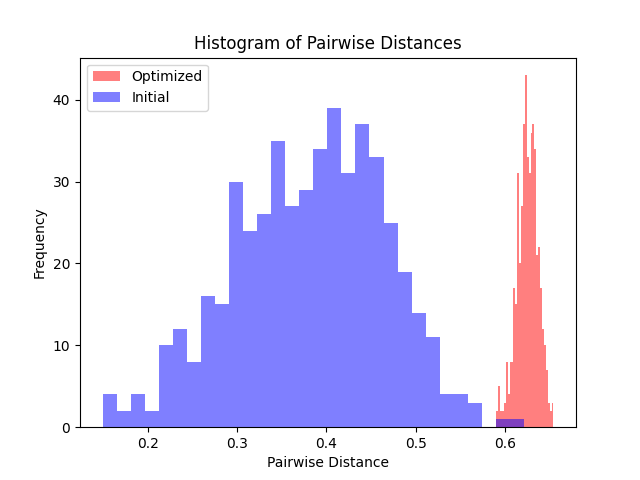 Histogram of Pairwise Distances
Optimized
Initial
40
30
20
10
0
Frequency
0.2 0.3 0.4 0.5 0.6
Pairwise Distance